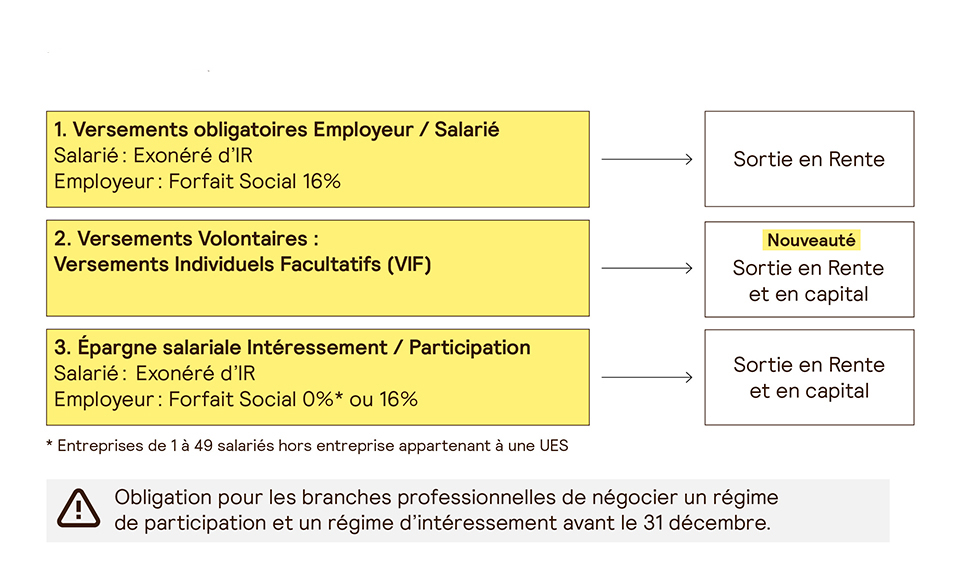 1. Versements obligatoires Employeur / Salarié
Salarié : Exonéré d'IR
Employeur : Forfait Social 16%
Sortie en Rente
2. Versements Volontaires :
Versements Individuels Facultatifs (VIF)
Nouveauté
Sortie en Rente
et en capital
3. Épargne salariale Intéressement / Participation
Salarié : Exonéré d'IR
Employeur : Forfait Social 0%* ou 16%
Sortie en Rente
et en capital
* Entreprises de 1 à 49 salariés hors entreprise appartenant à une UES
Obligation pour les branches professionnelles de négocier un régime
de participation et un régime d'intéressement avant le 31 décembre.